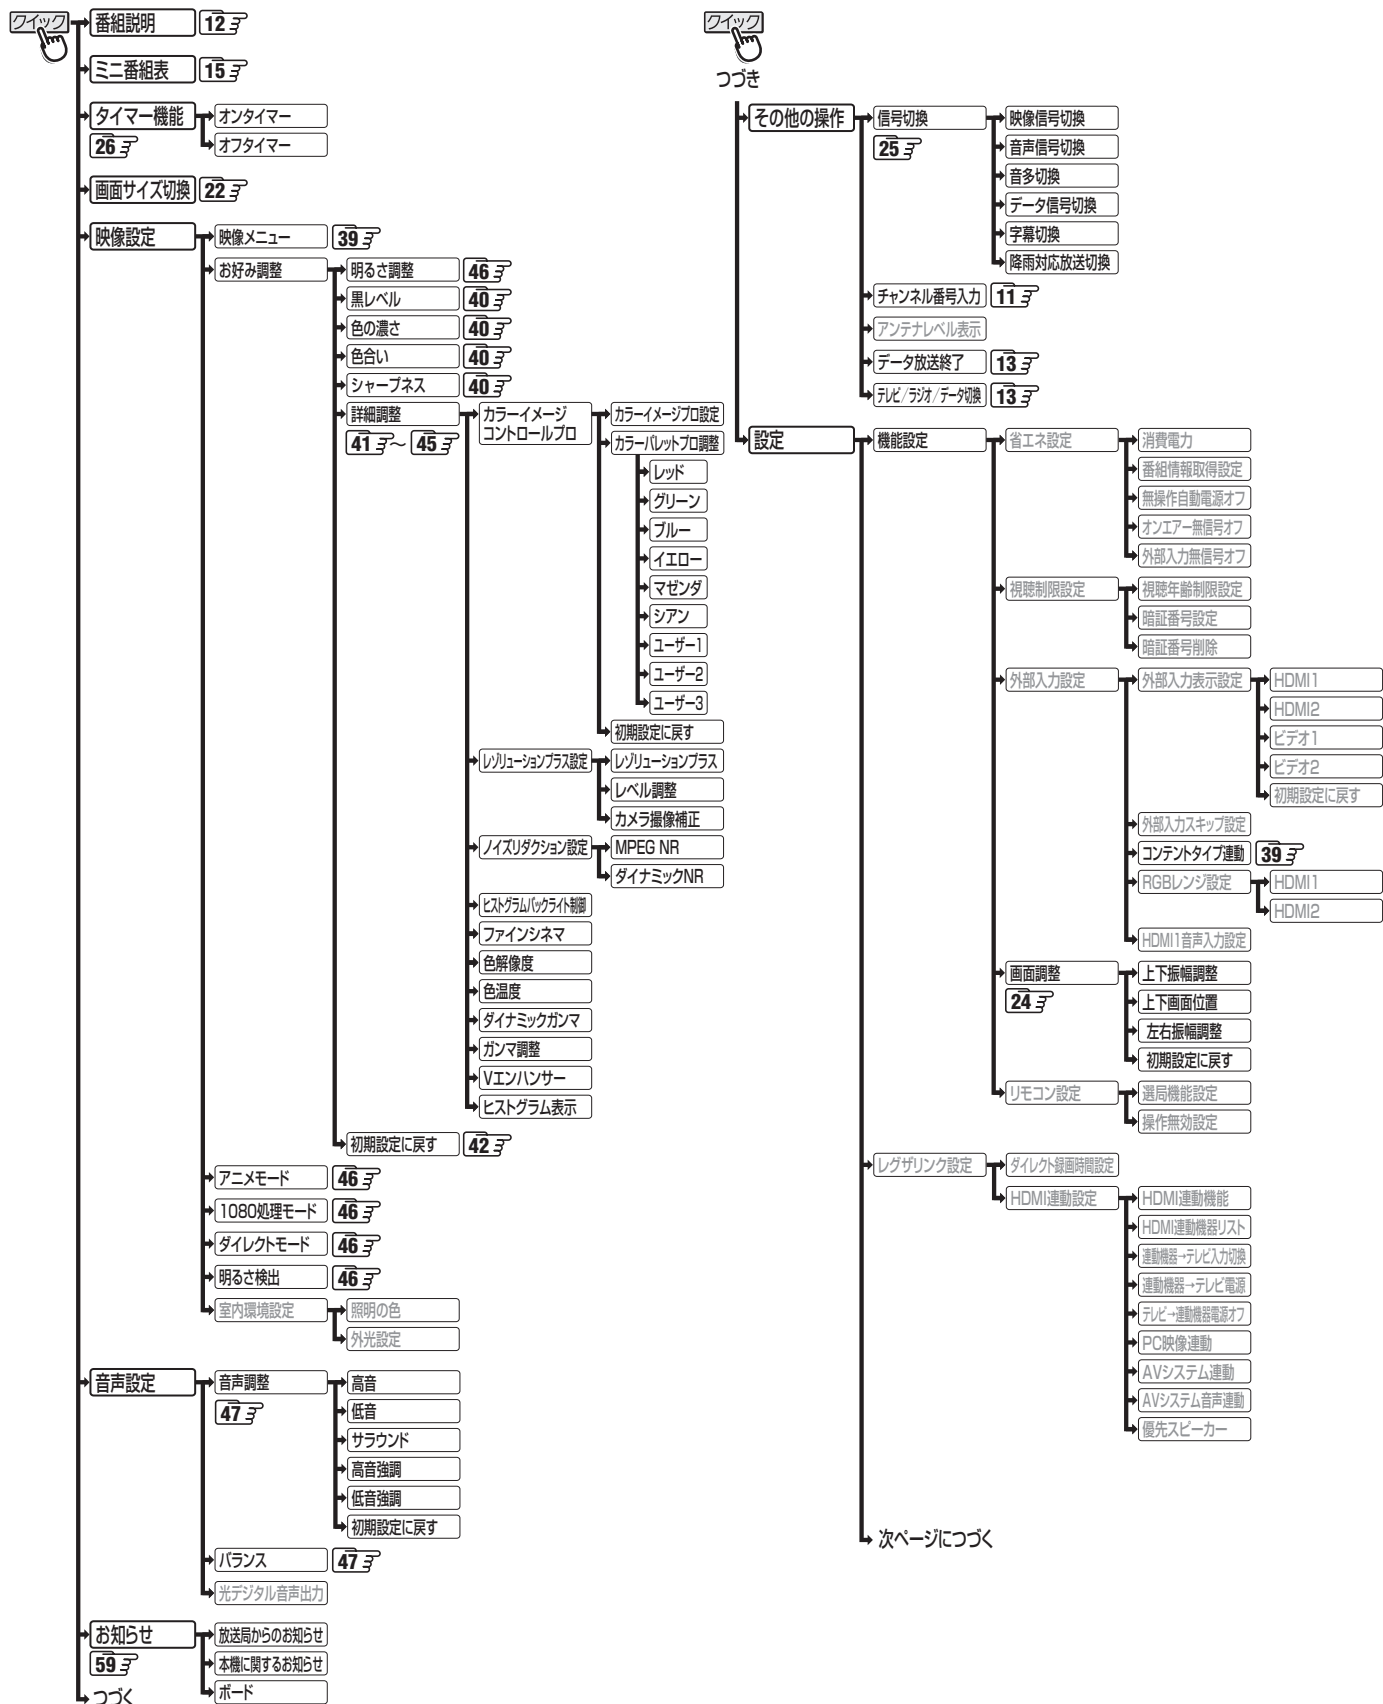 クイック
番組説明 12
ミニ番組表 15
タイマー機能
26
オンタイマー
オフタイマー
画面サイズ切換 22
映像設定
映像メニュー 39
お好み調整
明るさ調整 46
黒レベル 40
色の濃さ 40
色合い 40
シャープネス 40
詳細調整
41 ～ 45
カラーイメージ
コントロールプロ
カラーイメージプロ設定
カラーパレットプロ調整
レッド
グリーン
ブルー
イエロー
マゼンダ
シアン
ユーザー1
ユーザー2
ユーザー3
初期設定に戻す
レゾリューションプラス設定
レゾリューションプラス
レベル調整
カメラ撮像補正
ノイズリダクション設定
MPEG NR
ダイナミックNR
ヒストグラムバックライト制御
ファインシネマ
色解像度
色温度
ダイナミックガンマ
ガンマ調整
Vエンハンサー
ヒストグラム表示
初期設定に戻す 42
アニメモード 46
1080処理モード 46
ダイレクトモード 46
明るさ検出 46
室内環境設定
照明の色
外光設定
音声設定
音声調整
47
高音
低音
サラウンド
高音強調
低音強調
初期設定に戻す
バランス 47
光デジタル音声出力
お知らせ
59
放送局からのお知らせ
本機に関するお知らせ
ボード
つづく
クイック
つづき
その他の操作
信号切換
25
映像信号切換
音声信号切換
音多切換
データ信号切換
字幕切換
降雨対応放送切換
チャンネル番号入力 11
アンテナレベル表示
データ放送終了 13
テレビ/ラジオ/データ切換 13
設定
機能設定
省エネ設定
消費電力
番組情報取得設定
無操作自動電源オフ
オンエアー無信号オフ
外部入力無信号オフ
視聴制限設定
視聴年齢制限設定
暗証番号設定
暗証番号削除
外部入力設定
外部入力表示設定
HDMI1
HDMI2
ビデオ1
ビデオ2
初期設定に戻す
外部入力スキップ設定
コンテントタイプ連動 39
RGBレンジ設定
HDMI1
HDMI2
HDMI1音声入力設定
画面調整
24
上下振幅調整
上下画面位置
左右振幅調整
初期設定に戻す
リモコン設定
選局機能設定
操作無効設定
レグザリンク設定
ダイレクト録画時間設定
HDMI連動設定
HDMI連動機能
HDMI連動機器リスト
連動機器→テレビ入力切換
連動機器→テレビ電源
テレビ→連動機器電源オフ
PC映像連動
AVシステム連動
AVシステム音声連動
優先スピーカー
次ページにつづく